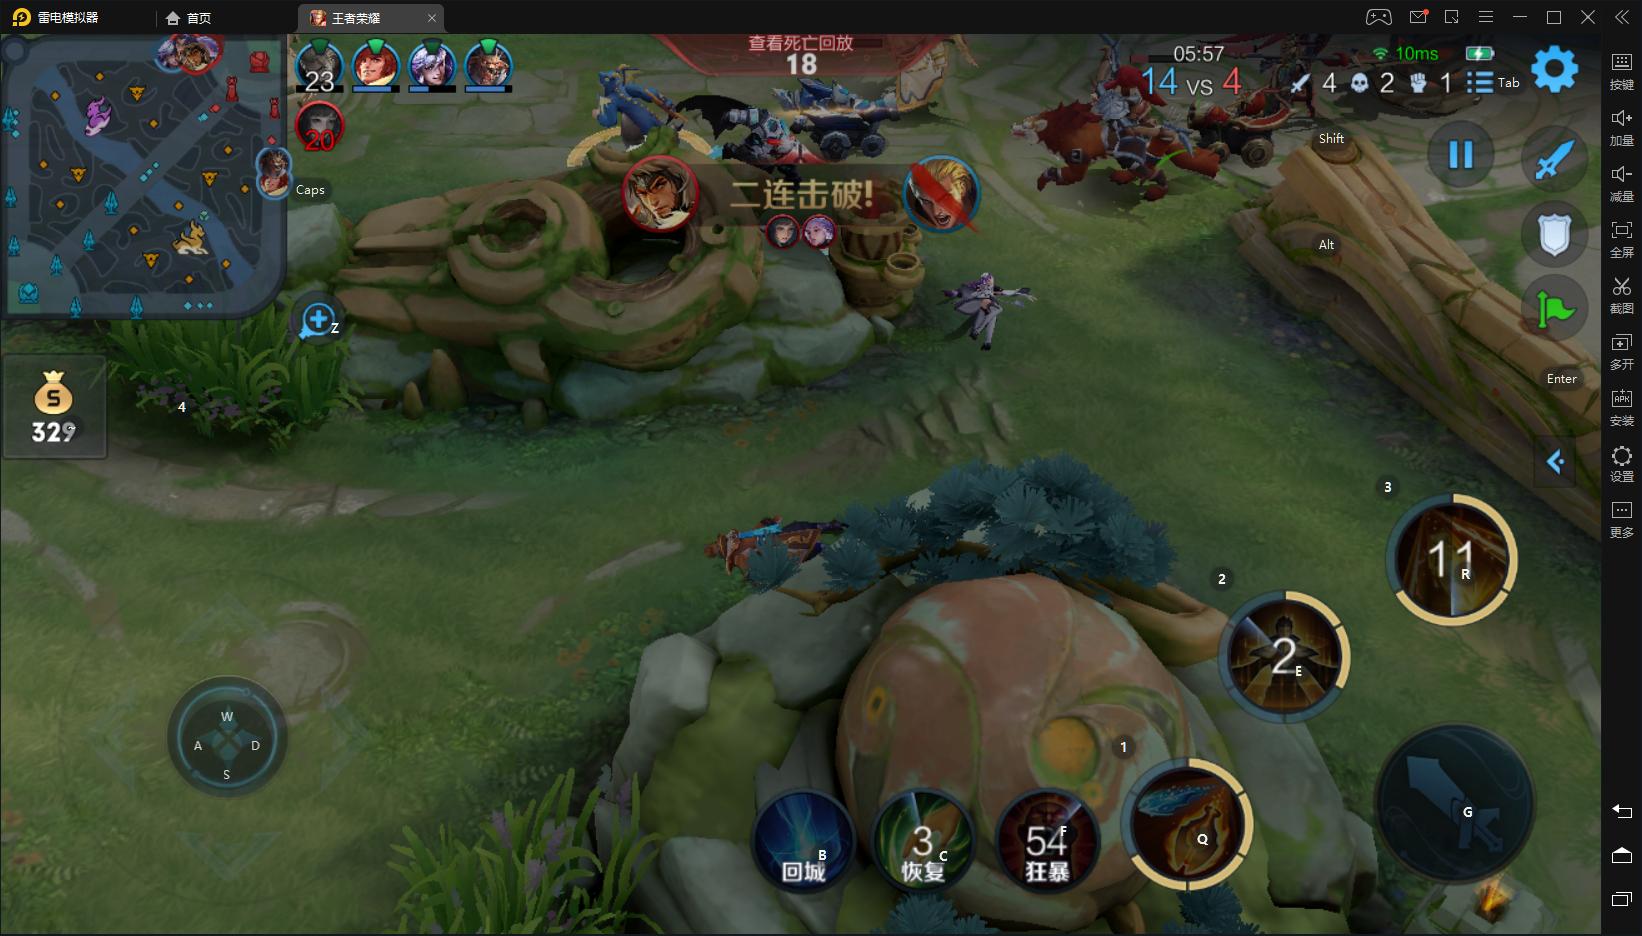 雷电模拟器
首页
王者荣耀
查看死亡回放
18
05:57
10ms
14 vs 4
4
2
1
Tab
23
20
Caps
Shift
Alt
二连击破!
Z
按键
加量
减量
全屏
截图
多开
安装
设置
更多
APK
Enter
S
329
4
3
11
R
2
2
E
1
W
A
D
S
G
B
回城
3
C
恢复
54
F
狂暴
Q